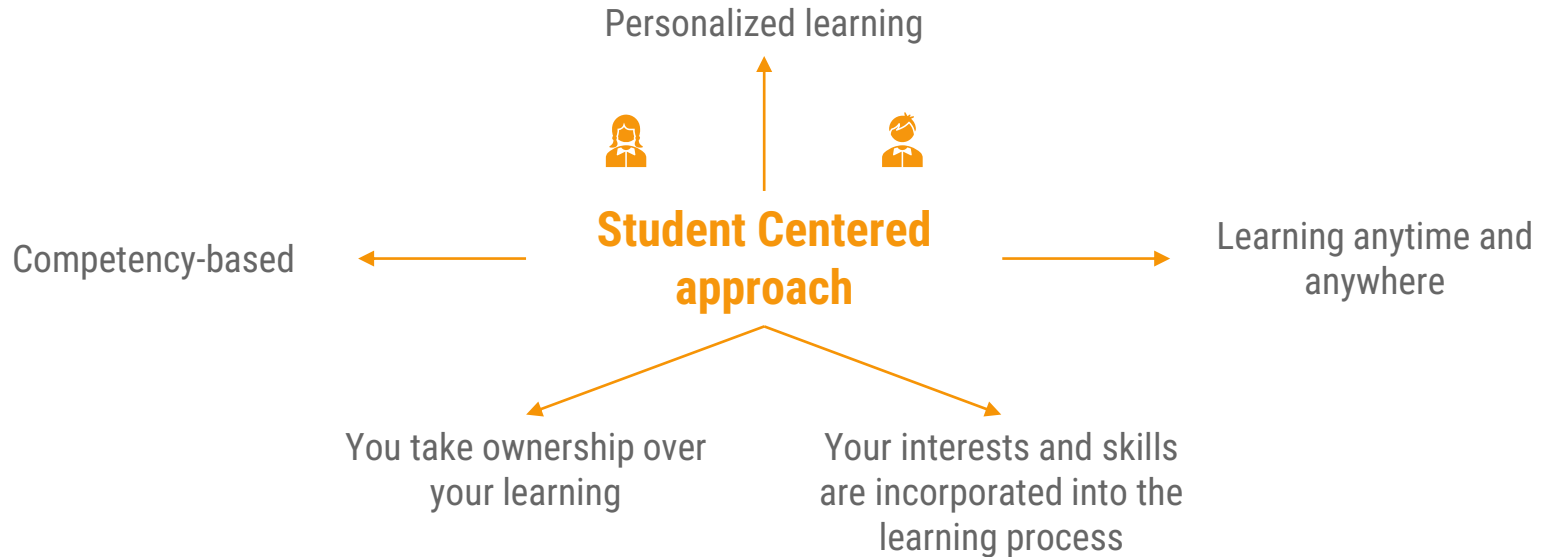 Personalized learning
Student Centered
approach
Competency-based
Learning anytime and
anywhere
You take ownership over
your learning
Your interests and skills
are incorporated into the
learning process